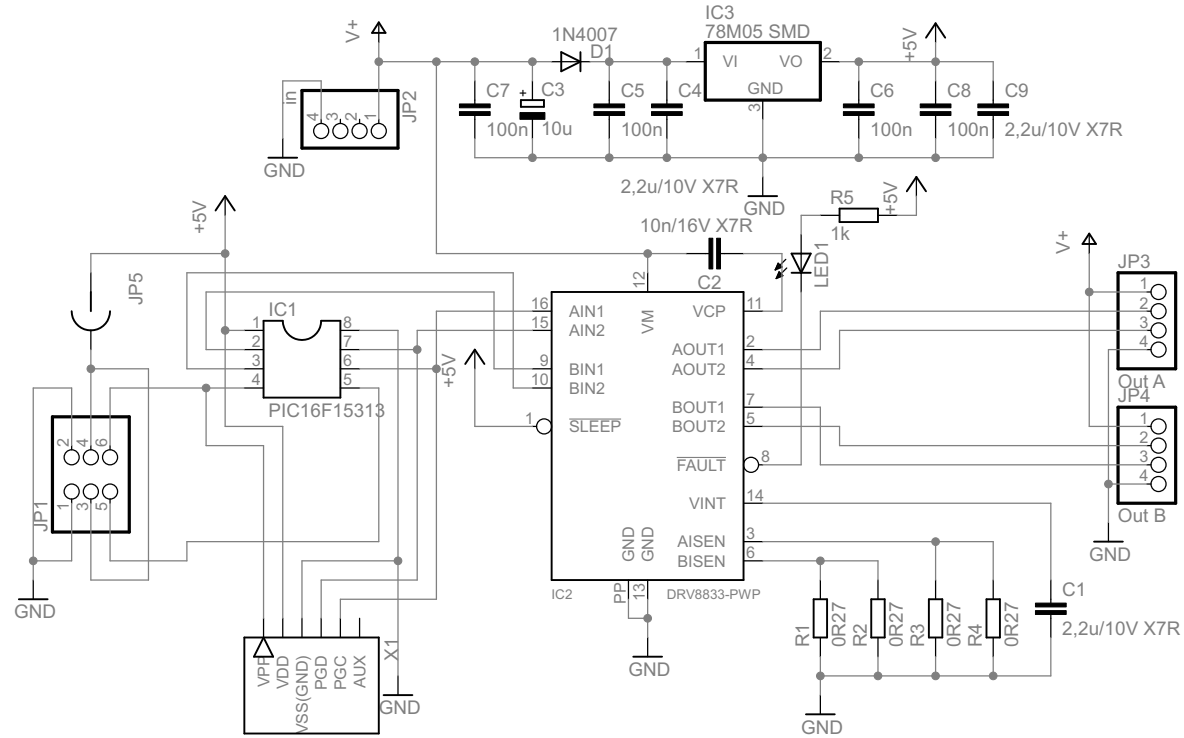 V+
in
4 3 2 1
JP2
GND
C7
100n
+
C3
10u
1N4007
D1
C5
100n
C4
2,2u/10V X7R
IC3
78M05 SMD
1
VI
VO
2
GND
3
GND
+5V
C6
100n
C8
100n
C9
2,2u/10V X7R
R5
1k
+5V
LED1
10n/16V X7R
C2
+5V
JP5
IC1
1
2
3
4
8
7
6
5
PIC16F15313
+5V
2 4 6
1 3 5
JP1
GND
VPP
VDD
VSS(GND)
PGD
PGC
AUX
X1
GND
12
VM
16 AIN1
15 AIN2
9 BIN1
10 BIN2
1 SLEEP
VCP 11
AOUT1 2
AOUT2 4
BOUT1 7
BOUT2 5
FAULT 8
VINT 14
AISEN 3
BISEN 6
GND
GND
PP
13
IC2
DRV8833-PWP
GND
V+
JP3
1
2
3
4
Out A
JP4
1
2
3
4
Out B
GND
R1
0R27
R2
0R27
R3
0R27
R4
0R27
C1
2,2u/10V X7R
GND